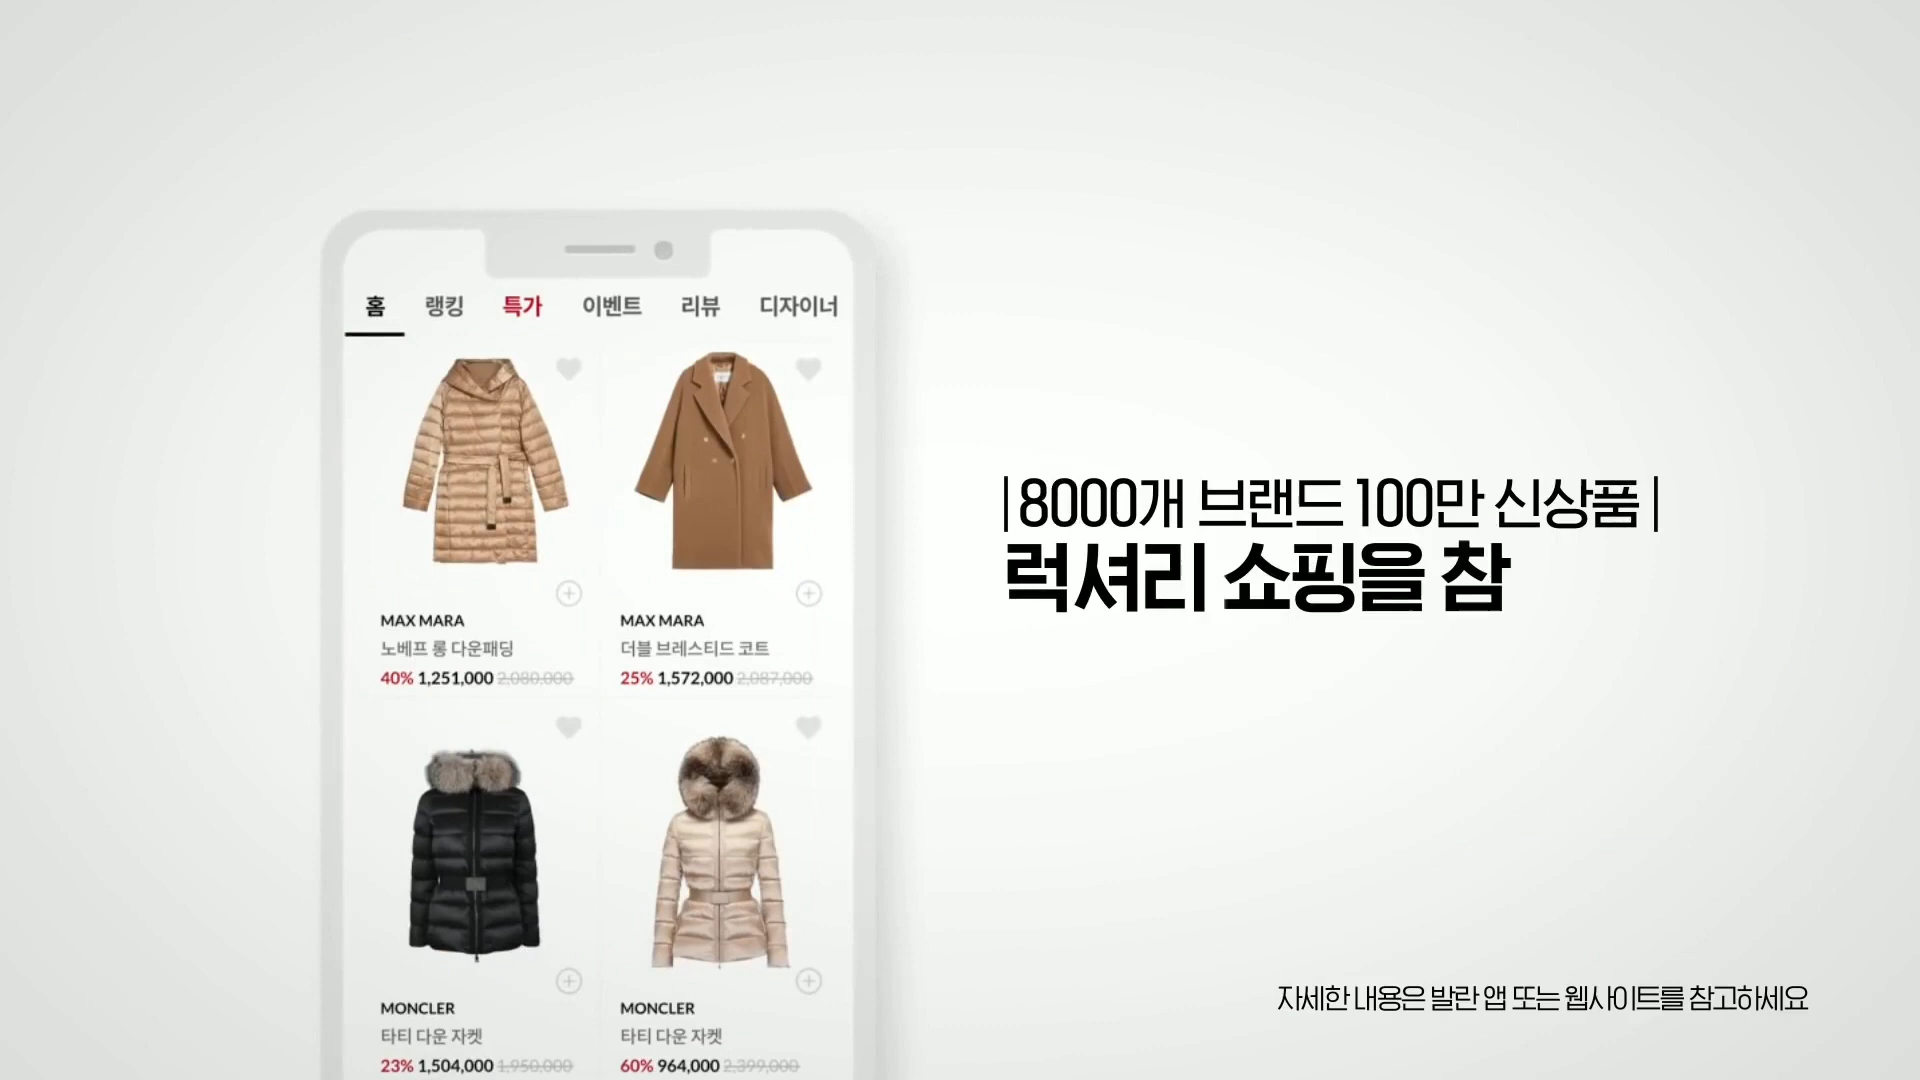 홈 랭킹 특가 이벤트 리뷰 디자이너
MAX MARA
노베프 롱 다운패딩
40% 1,251,000 2,080,000
MAX MARA
더블 브레스티드 코트
25% 1,572,000 2,087,000
MONCLER
타티 다운 자켓
23% 1,504,000 1,950,000
MONCLER
타티 다운 자켓
60% 964,000 2,399,000
|8000개 브랜드 100만 신상품|
럭셔리 쇼핑을 참
자세한 내용은 발란 앱 또는 웹사이트를 참고하세요